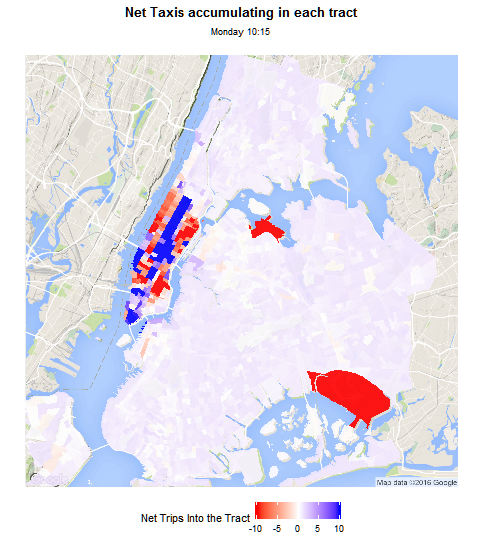 Net Taxis accumulating in each tract
Monday 10:15
Map data ©2016 Google
Net Trips Into the Tract
-10 -5 0 5 10